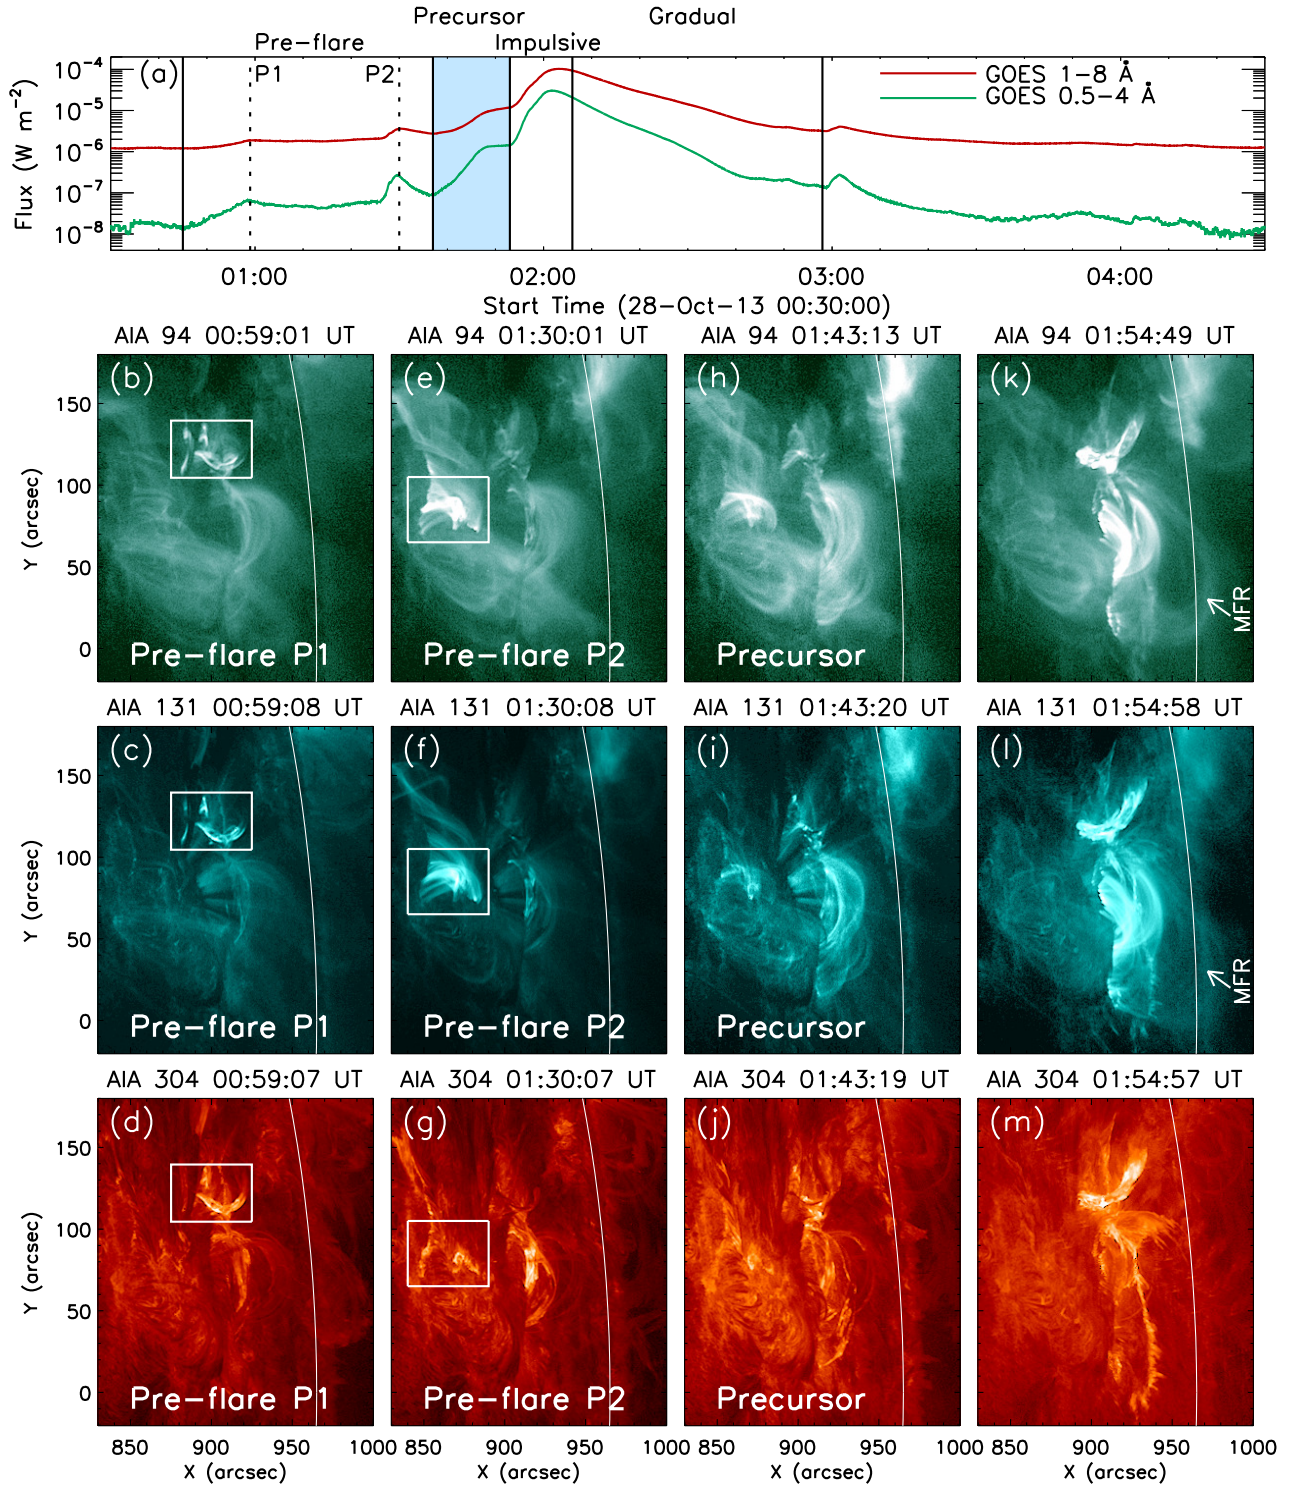 Precursor Gradual
Pre-flare Impulsive
(a) P1 P2 GOES 1-8 Å
GOES 0.5-4 Å
Flux (W m⁻²)
10⁻⁴
10⁻⁵
10⁻⁶
10⁻⁷
10⁻⁸
01:00 02:00 03:00 04:00
Start Time (28-Oct-13 00:30:00)
AIA 94 00:59:01 UT AIA 94 01:30:01 UT AIA 94 01:43:13 UT AIA 94 01:54:49 UT
(b) (e) (h) (k)
150
100
50
0
Y (arcsec)
MFR
Pre-flare P1 Pre-flare P2 Precursor
AIA 131 00:59:08 UT AIA 131 01:30:08 UT AIA 131 01:43:20 UT AIA 131 01:54:58 UT
(c) (f) (i) (l)
150
100
50
0
Y (arcsec)
MFR
Pre-flare P1 Pre-flare P2 Precursor
AIA 304 00:59:07 UT AIA 304 01:30:07 UT AIA 304 01:43:19 UT AIA 304 01:54:57 UT
(d) (g) (j) (m)
150
100
50
0
Y (arcsec)
Pre-flare P1 Pre-flare P2 Precursor
850 900 950 1000 850 900 950 1000 850 900 950 1000 850 900 950 1000
X (arcsec) X (arcsec) X (arcsec) X (arcsec)